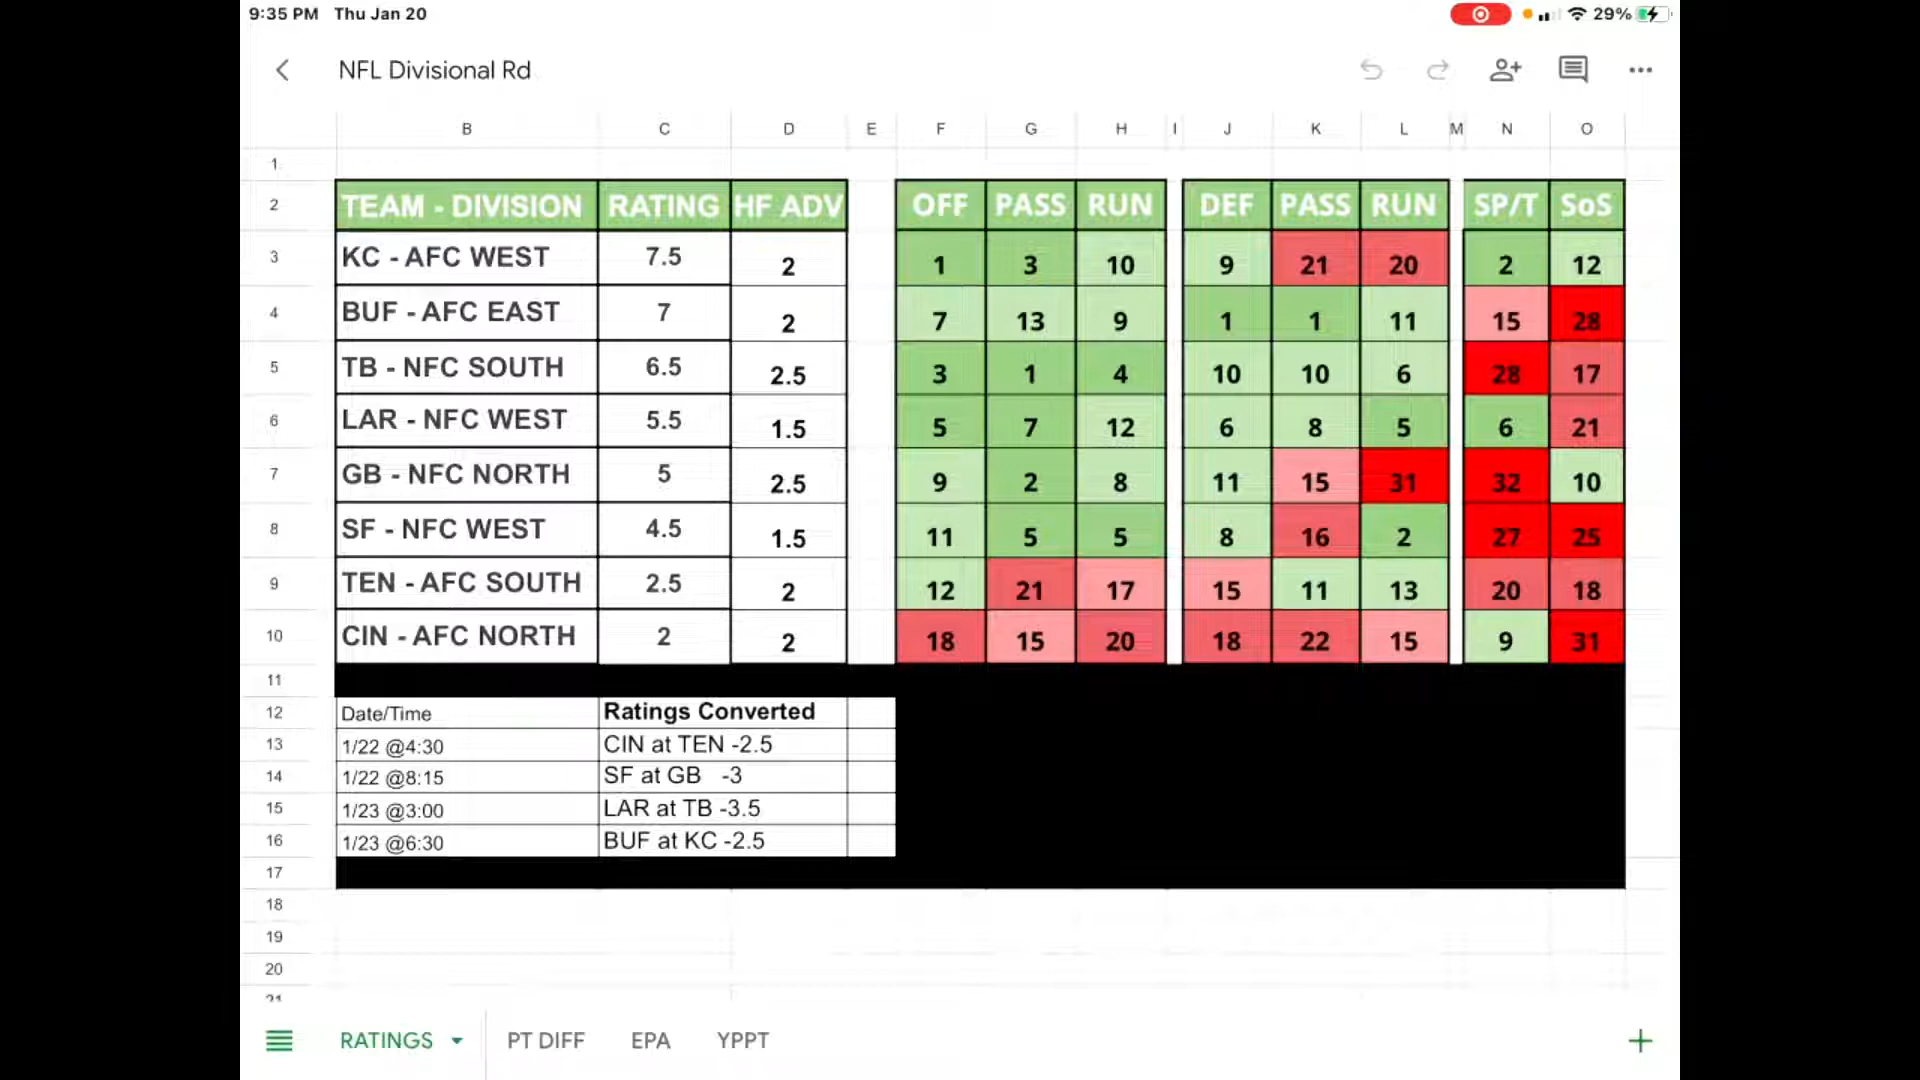 9:35 PM Thu Jan 20 29%
NFL Divisional Rd
B C D E F G H I J K L M N O
1
2 TEAM - DIVISION RATING HF ADV OFF PASS RUN DEF PASS RUN SP/T SoS
3 KC - AFC WEST 7.5 2 1 3 10 9 21 20 2 12
4 BUF - AFC EAST 7 2 7 13 9 1 1 11 15 28
5 TB - NFC SOUTH 6.5 2.5 3 1 4 10 10 6 28 17
6 LAR - NFC WEST 5.5 1.5 5 7 12 6 8 5 6 21
7 GB - NFC NORTH 5 2.5 9 2 8 11 15 31 32 10
8 SF - NFC WEST 4.5 1.5 11 5 5 8 16 2 27 25
9 TEN - AFC SOUTH 2.5 2 12 21 17 15 11 13 20 18
10 CIN - AFC NORTH 2 2 18 15 20 18 22 15 9 31
11
12 Date/Time Ratings Converted
13 1/22 @4:30 CIN at TEN -2.5
14 1/22 @8:15 SF at GB -3
15 1/23 @3:00 LAR at TB -3.5
16 1/23 @6:30 BUF at KC -2.5
17
18
19
20
21
RATINGS PT DIFF EPA YPPT